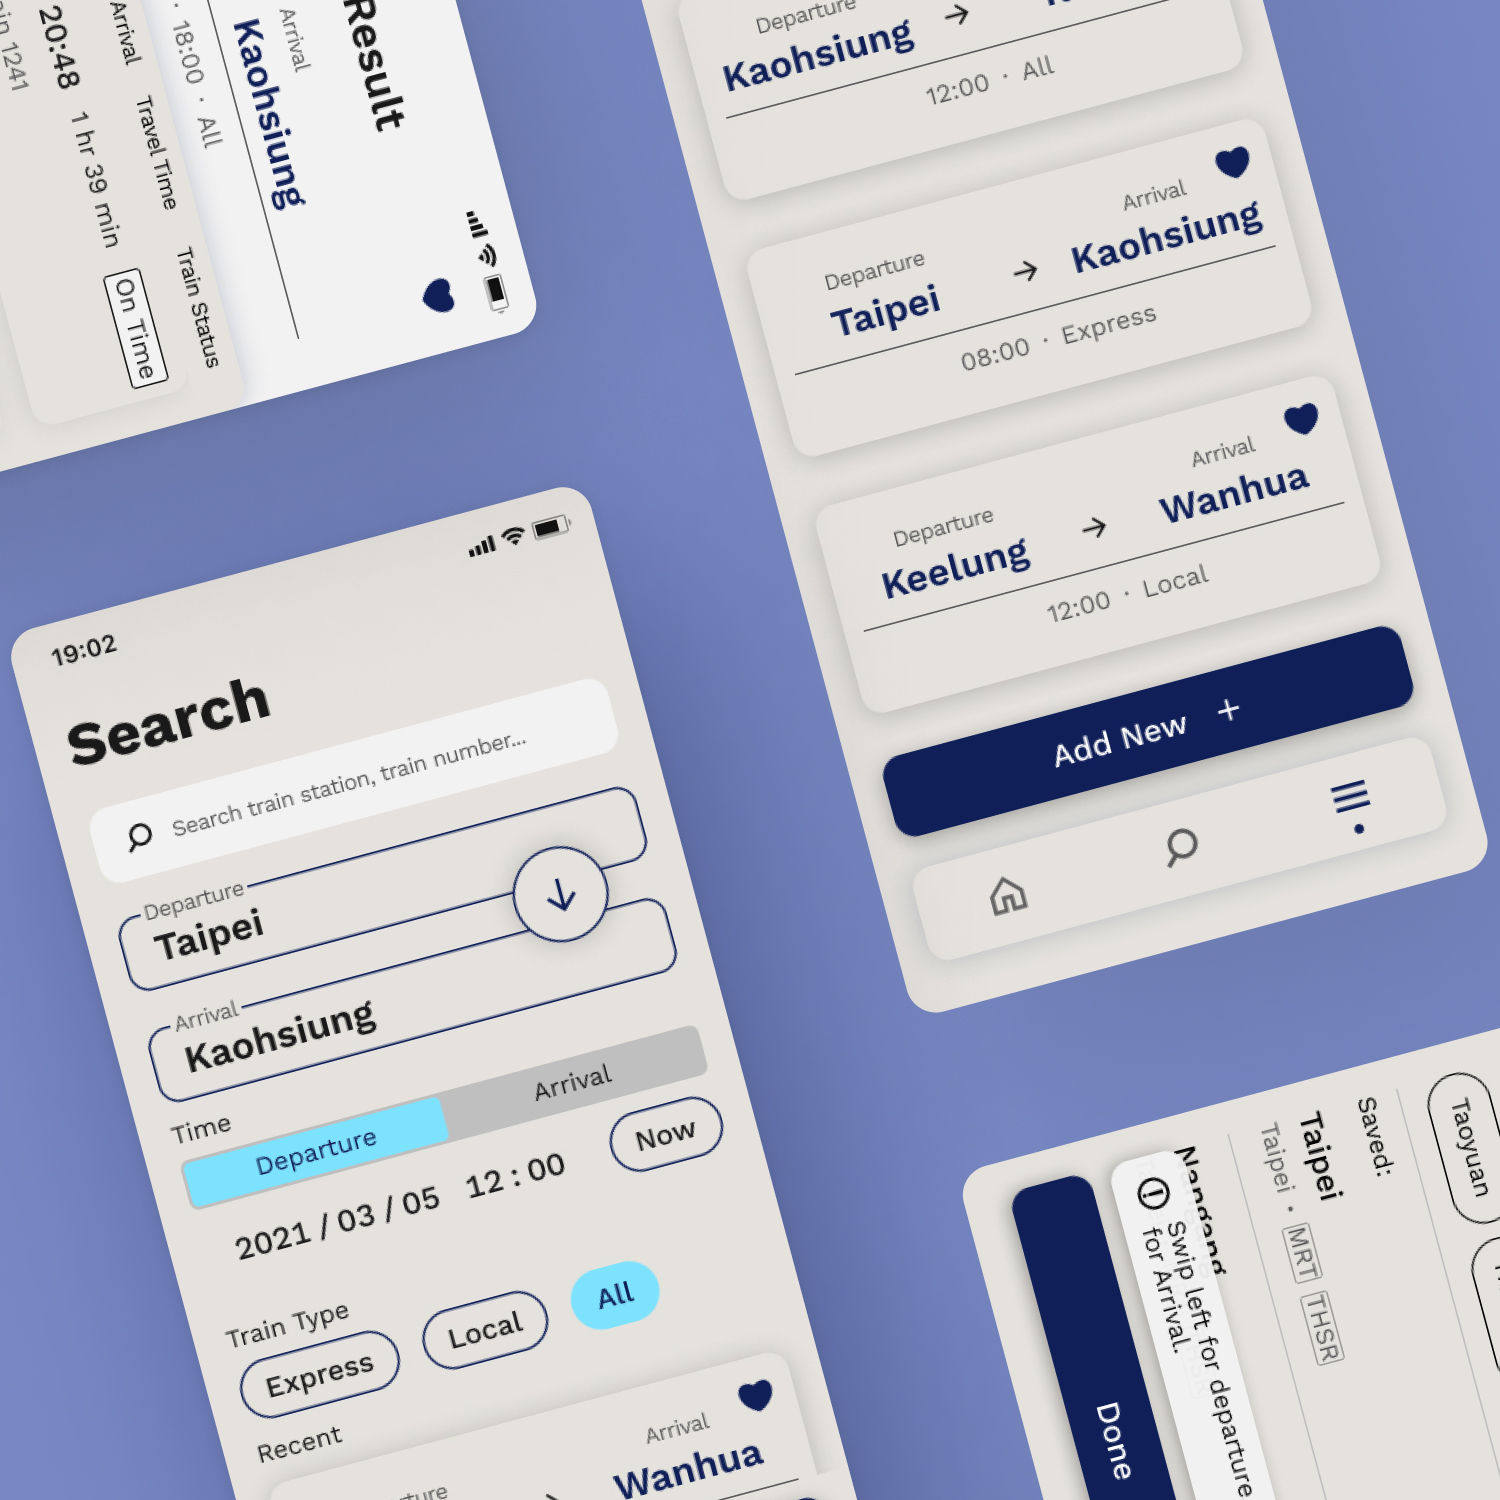 Result
Arrival
Kaohsiung
· 18:00 · All
Arrival
Travel Time
Train Status
20:48
1 hr 39 min
On Time
1241
Departure
Kaohsiung
→
12:00 · All
Departure
Taipei
→
Arrival
Kaohsiung
08:00 · Express
Departure
Keelung
→
Arrival
Wanhua
12:00 · Local
Add New +
19:02
Search
Search train station, train number...
Departure
Taipei
Arrival
Kaohsiung
Time
Departure
Arrival
2021 / 03 / 05 12 : 00
Now
Train Type
Express
Local
All
Recent
Arrival
Wanhua
Taoyuan
Saved:
Taipei
Taipei • MRT THSR
Nangang
Swip left for departure
for Arrival.
Done